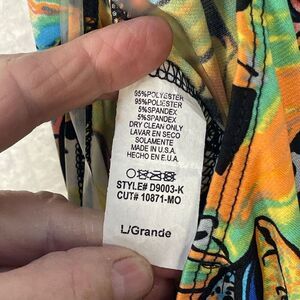 95%POLYESTER
95%POLIESTER
5%SPANDEX
5%SPANDEX
DRY CLEAN ONLY
LAVAR EN SECO
SOLAMENTE
MADE IN U.S.A.
HECHO EN E.U.A.
STYLE# D9003-K
CUT# 10871-MO
L/Grande